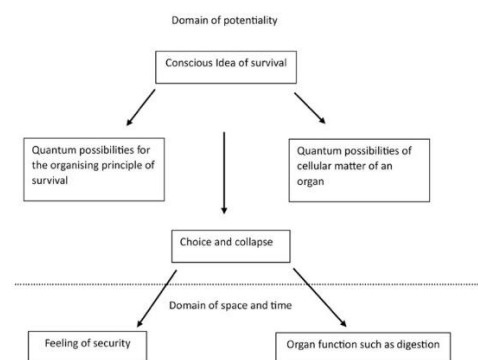 Domain of potentiality
Conscious Idea of survival
Quantum possibilities for
the organising principle of
survival
Quantum possibilities of
cellular matter of an
organ
Choice and collapse
Domain of space and time
Feeling of security
Organ function such as digestion